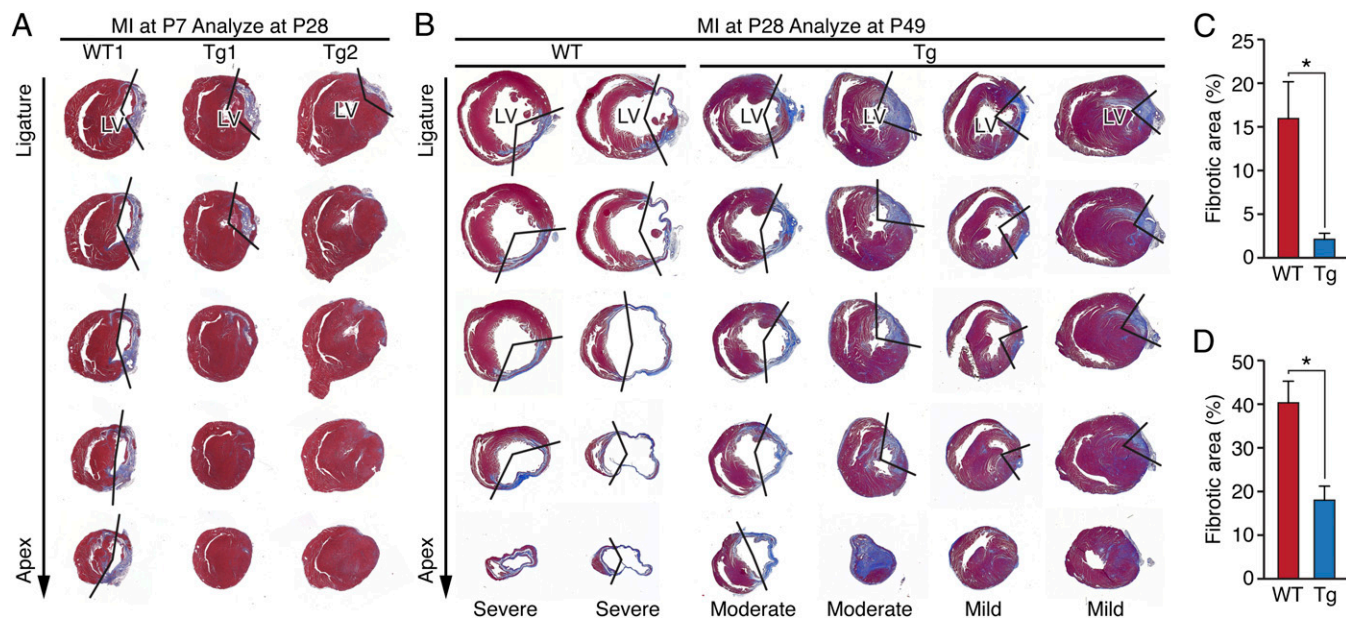 A
MI at P7 Analyze at P28
WT1 Tg1 Tg2
Ligature
Apex
LV
LV
LV
B
MI at P28 Analyze at P49
WT Tg
Ligature
Apex
LV
LV
LV
LV
LV
LV
Severe Severe Moderate Moderate Mild Mild
C
Fibrotic area (%)
25
20
15
10
5
0
*
WT Tg
D
Fibrotic area (%)
50
40
30
20
10
0
*
WT Tg